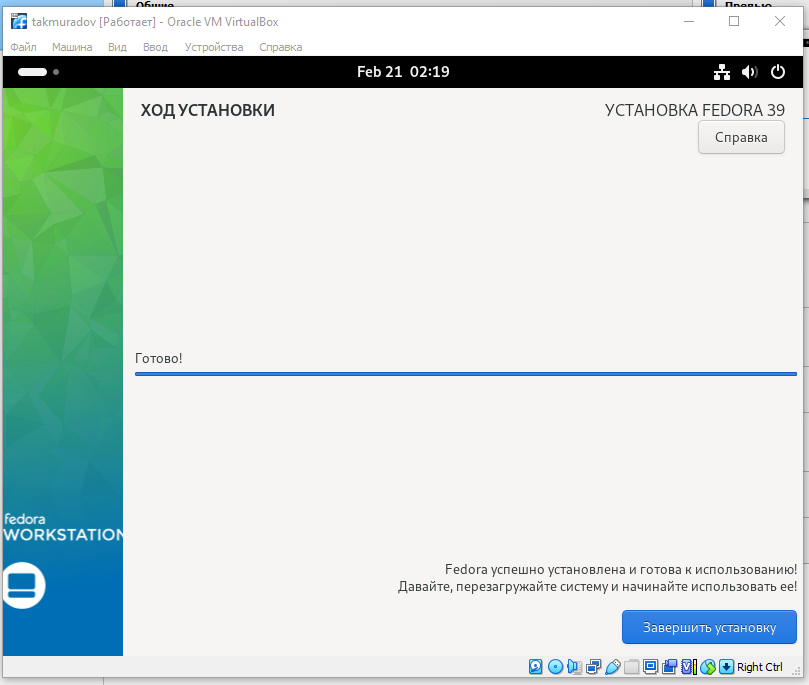 Общие
Превью
takmuradov [Работает] - Oracle VM VirtualBox
Файл Машина Вид Ввод Устройства Справка
Feb 21 02:19
ХОД УСТАНОВКИ
УСТАНОВКА FEDORA 39
Справка
Готово!
fedora
WORKSTATION
Fedora успешно установлена и готова к использованию!
Давайте, перезагружайте систему и начинайте использовать ее!
Завершить установку
Right Ctrl